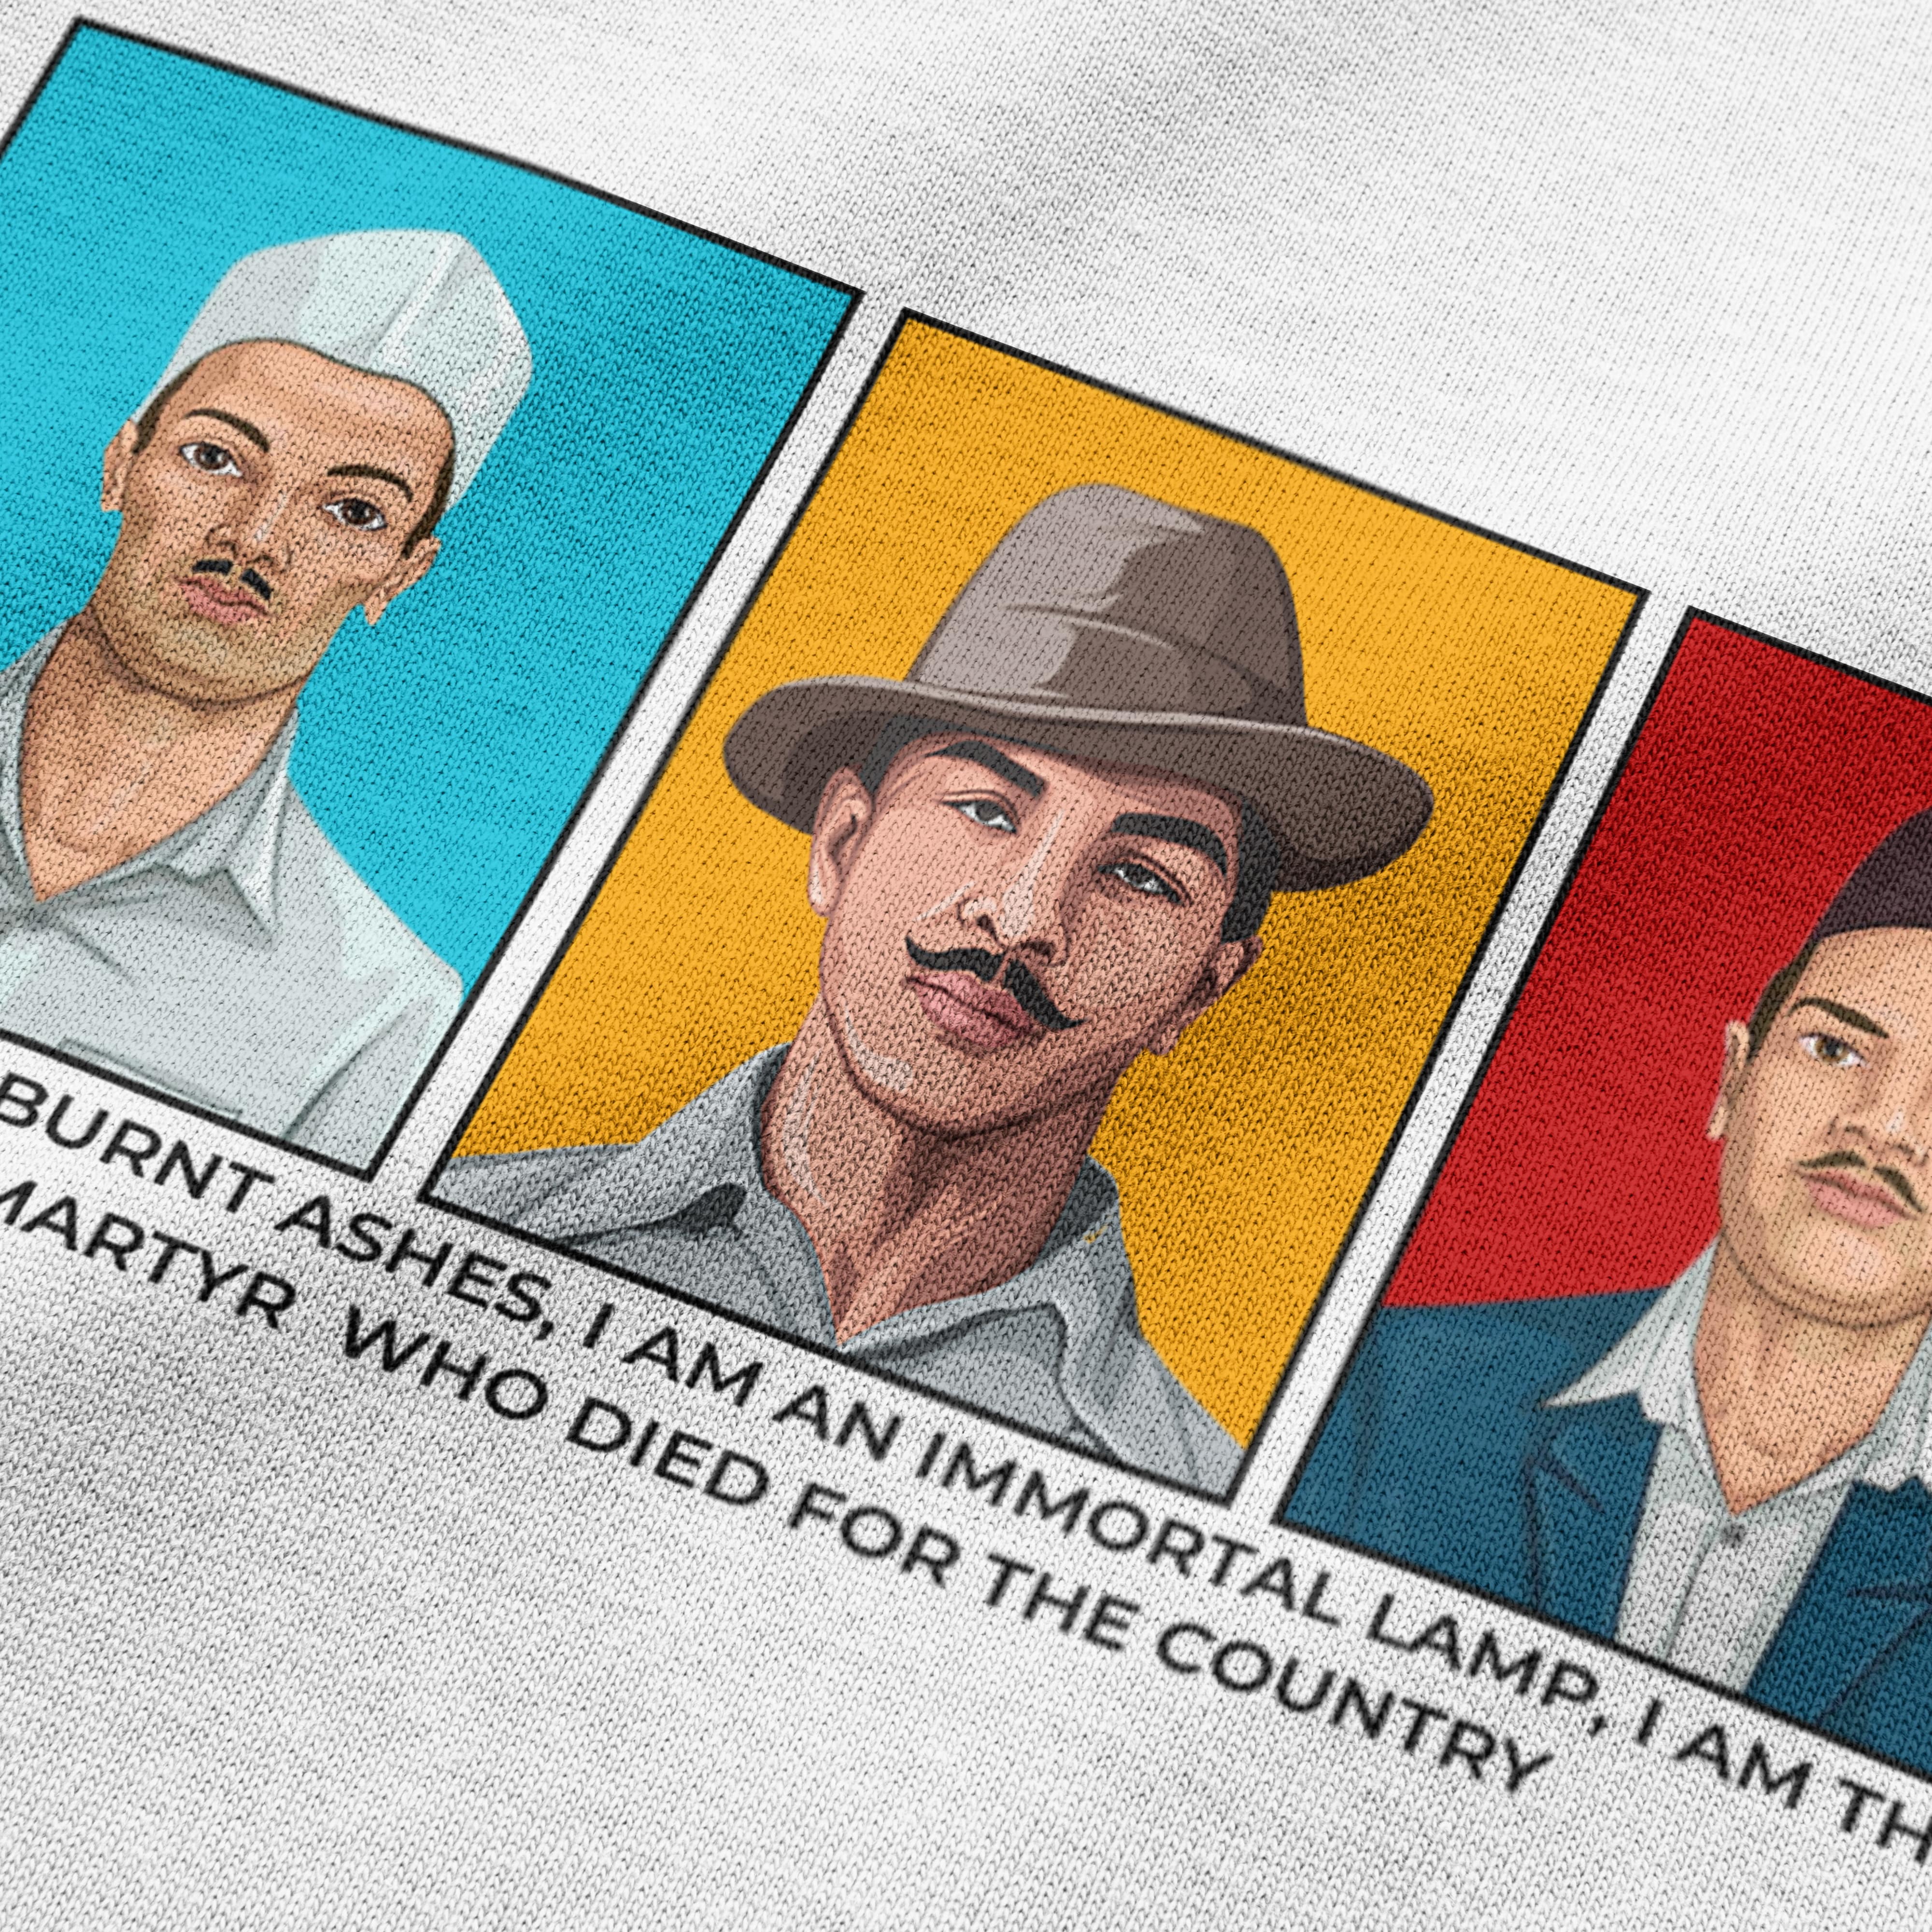 BURNT ASHES, I AM AN IMMORTAL LAMP, I AM TH
MARTYR WHO DIED FOR THE COUNTRY